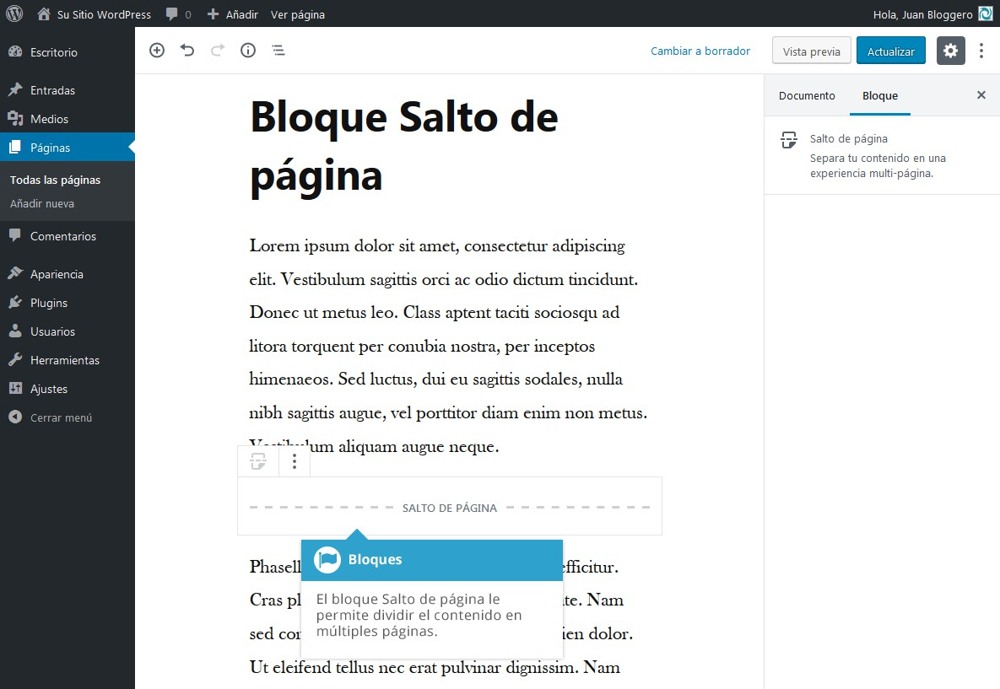 Su Sitio WordPress 0 Añadir Ver página Hola, Juan Bloggero
Escritorio
Entradas
Medios
Páginas
Todas las páginas
Añadir nueva
Comentarios
Apariencia
Plugins
Usuarios
Herramientas
Ajustes
Cerrar menú
Cambiar a borrador Vista previa Actualizar
Bloque Salto de
página
Lorem ipsum dolor sit amet, consectetur adipiscing
elit. Vestibulum sagittis orci ac odio dictum tincidunt.
Donec ut metus leo. Class aptent taciti sociosqu ad
litora torquent per conubia nostra, per inceptos
himenaeos. Sed luctus, dui eu sagittis sodales, nulla
nibh sagittis augue, vel porttitor diam enim non metus.
Vestibulum aliquam augue neque.
SALTO DE PÁGINA
Phasell efficitur.
Cras pl te. Nam
sed con ien dolor.
Ut eleifend tellus nec erat pulvinar dignissim. Nam
Bloques
El bloque Salto de página le
permite dividir el contenido en
múltiples páginas.
Documento Bloque
Salto de página
Separa tu contenido en una
experiencia multi-página.